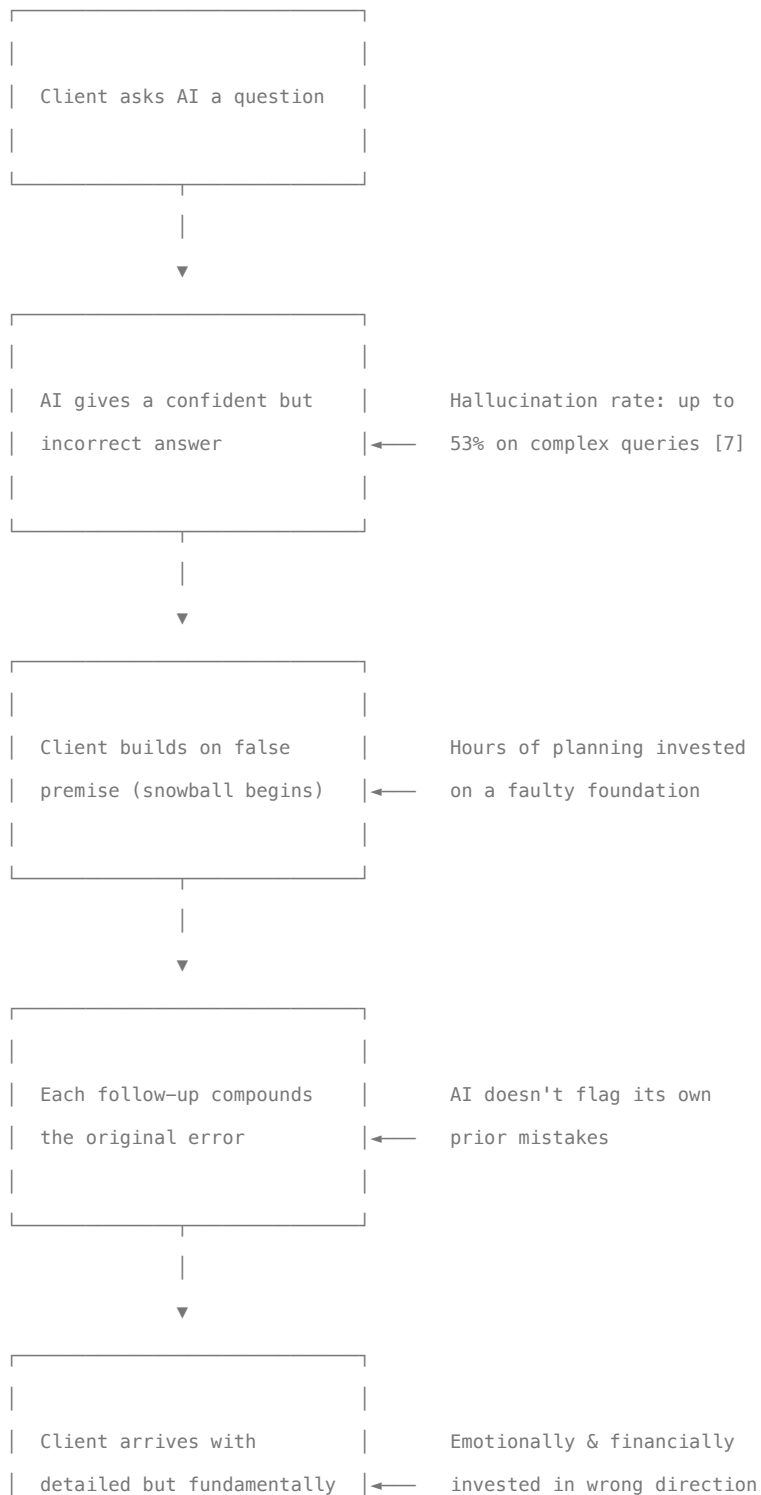 Client asks AI a question
AI gives a confident but
incorrect answer
Hallucination rate: up to
53% on complex queries [7]
Client builds on false
premise (snowball begins)
Hours of planning invested
on a faulty foundation
Each follow-up compounds
the original error
AI doesn't flag its own
prior mistakes
Client arrives with
detailed but fundamentally
Emotionally & financially
invested in wrong direction